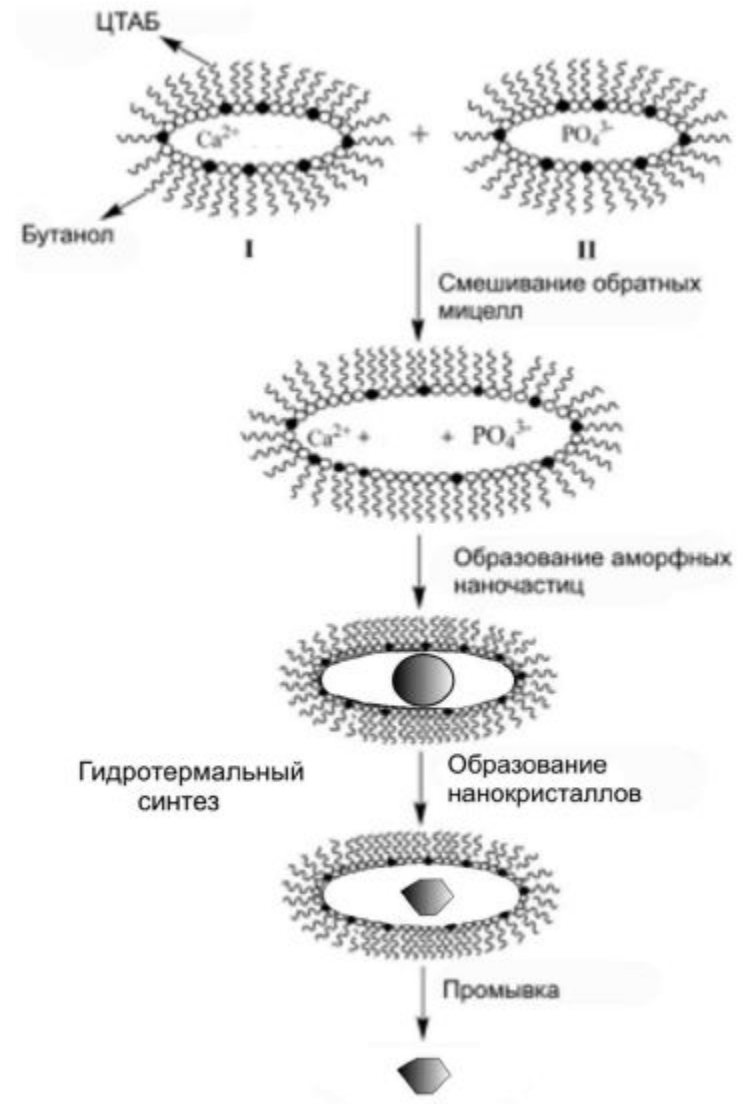 ЦТАБ
Ca²⁺
+
PO₄³⁻
Бутанол
I
II
Смешивание обратных
мицелл
Ca²⁺ + + PO₄³⁻
Образование аморфных
наночастиц
Гидротермальный
синтез
Образование
нанокристаллов
Промывка